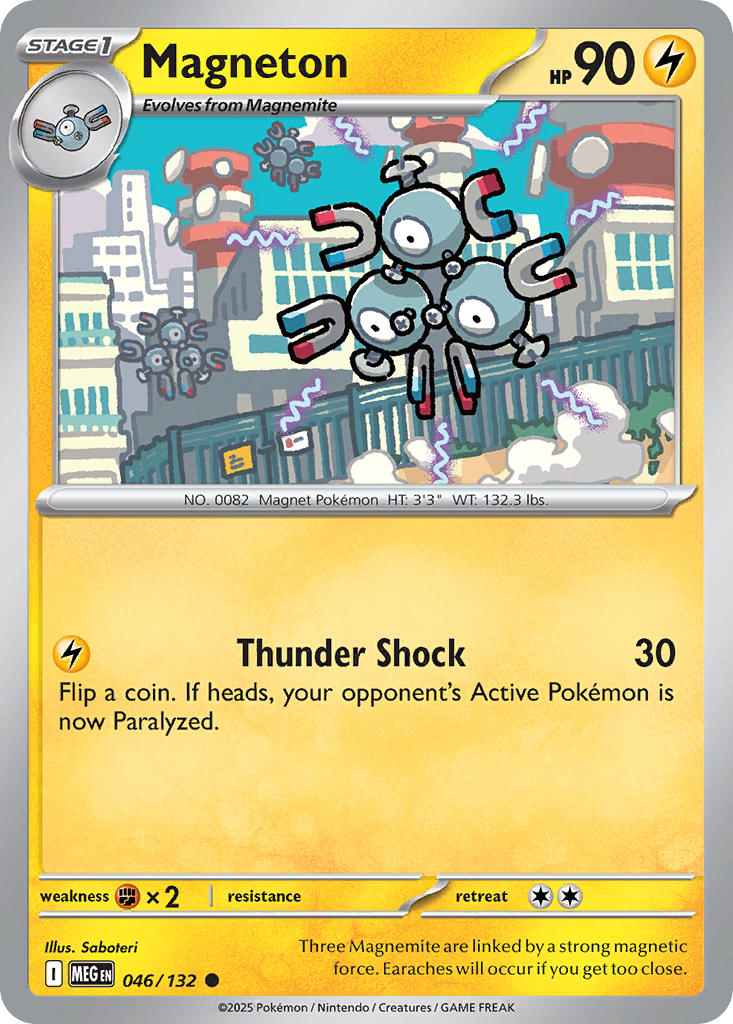 STAGE1
Magneton
HP 90
Evolves from Magnemite
NO. 0082 Magnet Pokémon HT: 3'3" WT: 132.3 lbs.
Thunder Shock 30
Flip a coin. If heads, your opponent's Active Pokémon is
now Paralyzed.
weakness ×2 resistance retreat
Illus. Saboteri
Three Magnemite are linked by a strong magnetic
force. Earaches will occur if you get too close.
I MEG EN 046/132
©2025 Pokémon / Nintendo / Creatures / GAME FREAK